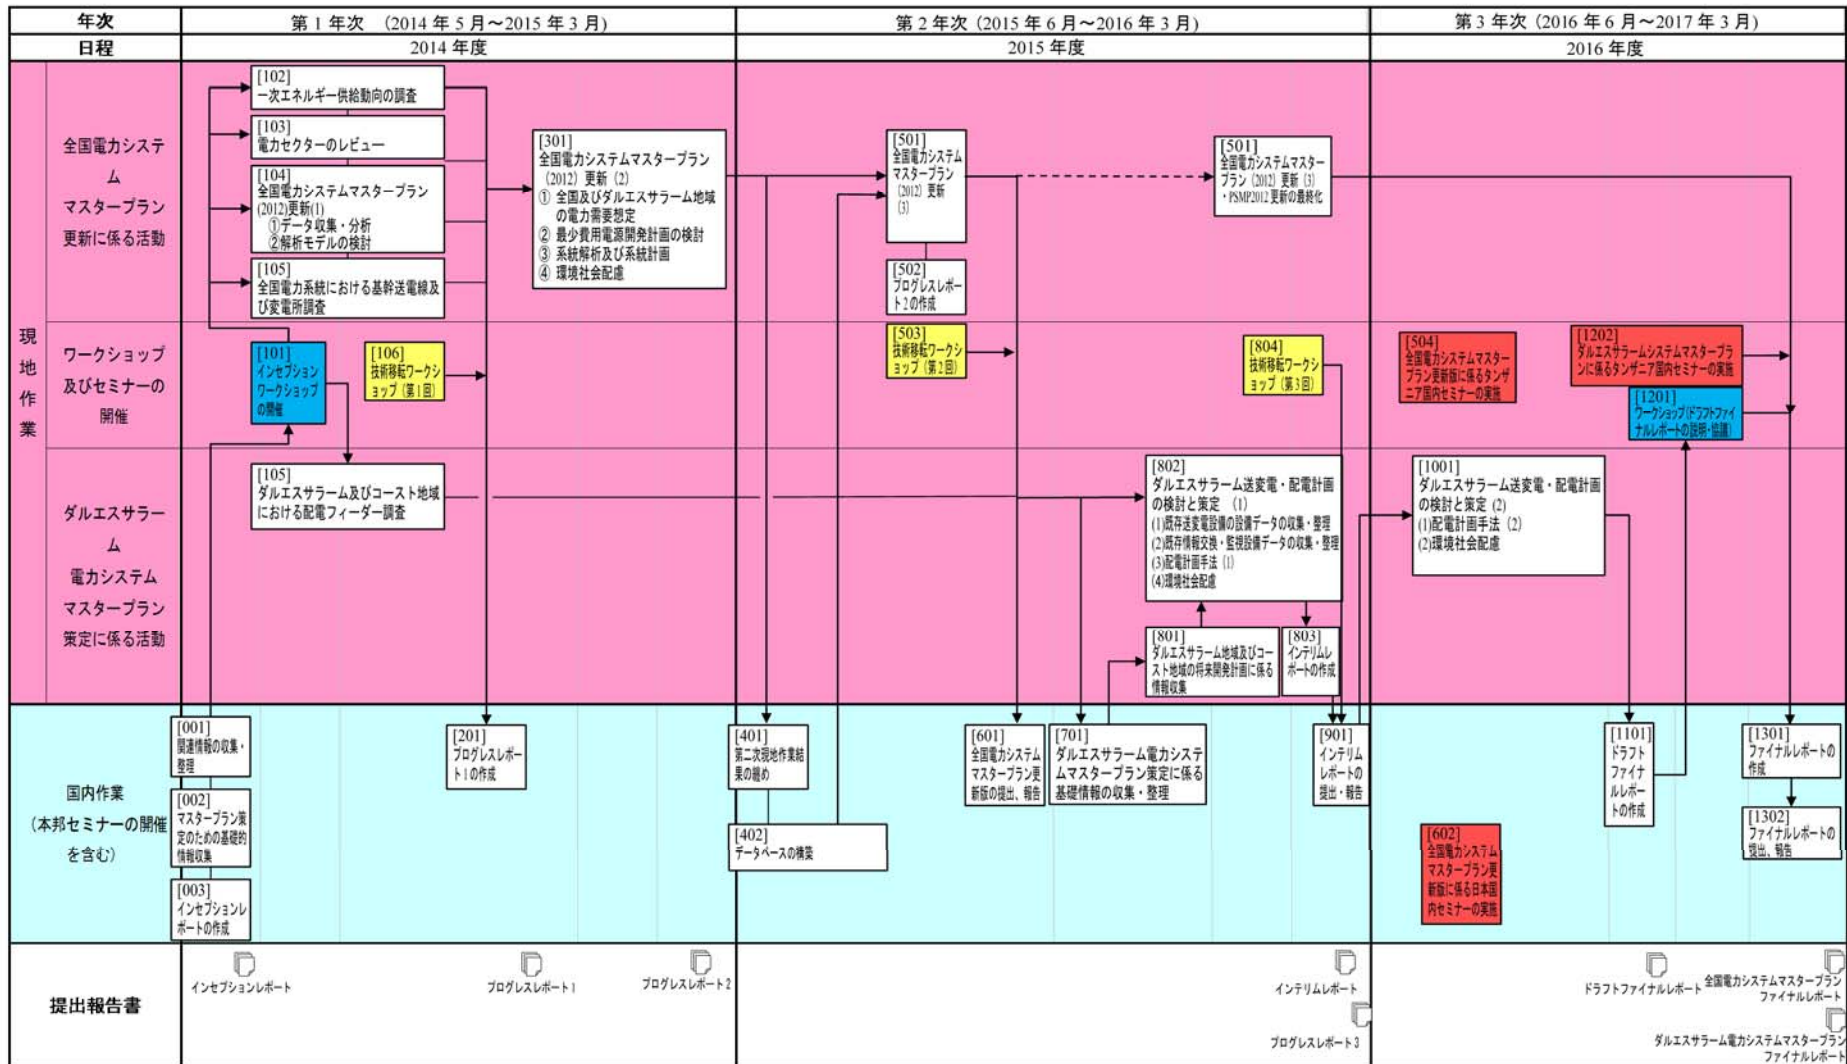 年次
第1年次 （2014年5月～2015年3月）
第2年次（2015年6月～2016年3月）
第3年次（2016年6月～2017年3月）
日程
2014年度
2015年度
2016年度
現
地
作
業
全国電力システ
ム
マスタープラン
更新に係る活動
[102]
一次エネルギー供給動向の調査
[103]
電力セクターのレビュー
[104]
全国電力システムマスタープラン
(2012)更新(1)
①データ収集・分析
②解析モデルの検討
[105]
全国電力系統における基幹送電線及
び変電所調査
[301]
全国電力システムマスタープラン
(2012) 更新 (2)
① 全国及びダルエスサラーム地域
の電力需要想定
② 最少費用電源開発計画の検討
③ 系統解析及び系統計画
④ 環境社会配慮
[501]
全国電力システム
マスタープラン
(2012) 更新
(3)
[502]
プログレスレポー
ト2の作成
[501]
全国電力システムマスター
プラン (2012) 更新 (3)
・PSMP2012更新の最終化
ワークショップ
及びセミナーの
開催
[101]
インセプション
ワークショップ
の開催
[106]
技術移転ワークシ
ョップ（第1回）
[503]
技術移転ワークシ
ョップ（第2回）
[804]
技術移転ワークシ
ョップ（第3回）
[504]
全国電力システムマスター
プラン更新版に係るタンザ
ニア国内セミナーの実施
[1202]
ダルエスサラームシステムマスタープラ
ンに係るタンザニア国内セミナーの実施
[1201]
ワークショップ(ドラフトファイ
ナルレポートの説明・協議)
ダルエスサラー
ム
電力システム
マスタープラン
策定に係る活動
[105]
ダルエスサラーム及びコースト地域
における配電フィーダー調査
[802]
ダルエスサラーム送変電・配電計画
の検討と策定 (1)
(1)既存送変電設備の設備データの収集・整理
(2)既存情報交換・監視設備データの収集・整理
(3)配電計画手法 (1)
(4)環境社会配慮
[801]
ダルエスサラーム地域及びコー
スト地域の将来開発計画に係る
情報収集
[803]
インテリムレ
ポートの作成
[1001]
ダルエスサラーム送変電・配電計画
の検討と策定 (2)
(1)配電計画手法 (2)
(2)環境社会配慮
国内作業
（本邦セミナーの開催
を含む）
[001]
関連情報の収集・
整理
[002]
マスタープラン策
定のための基礎的
情報収集
[003]
インセプションレ
ポートの作成
[201]
プログレスレポー
ト1の作成
[401]
第二次現地作業結
果の纏め
[402]
データベースの構築
[601]
全国電力システム
マスタープラン更
新版の提出、報告
[701]
ダルエスサラーム電力システ
ムマスタープラン策定に係る
基礎情報の収集・整理
[901]
インテリム
レポートの
提出・報告
[602]
全国電力システム
マスタープラン更
新版に係る日本国
内セミナーの実施
[1101]
ドラフト
ファイナ
ルレポー
トの作成
[1301]
ファイナルレポートの
作成
[1302]
ファイナルレポートの
提出、報告
提出報告書
インセプションレポート
プログレスレポート1
プログレスレポート2
インテリムレポート
プログレスレポート3
ドラフトファイナルレポート
全国電力システムマスタープラン
ファイナルレポート
ダルエスサラーム電力システムマスタープラン
ファイナルレポート